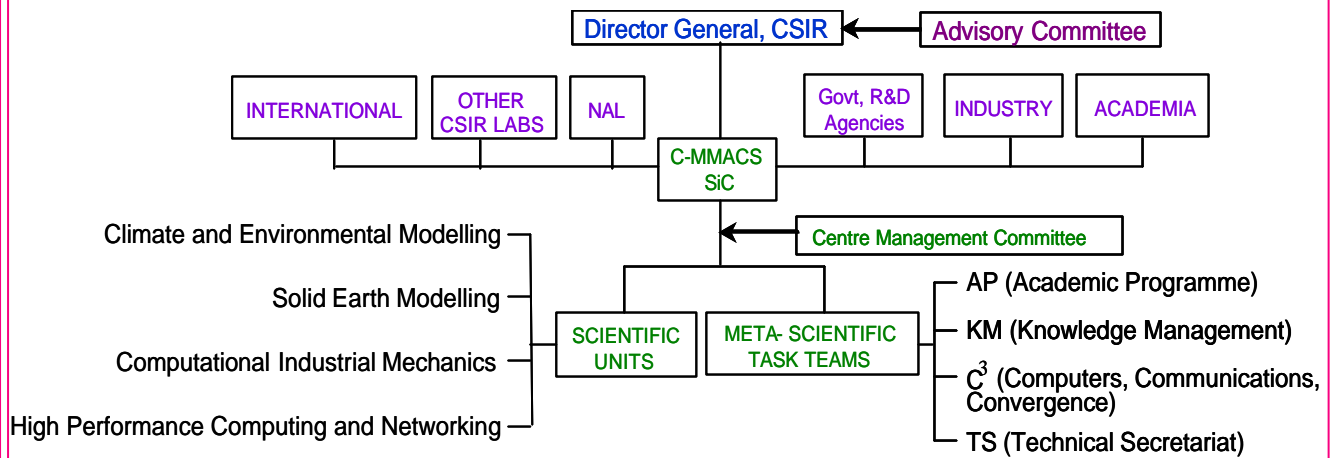 Director General, CSIR
Advisory Committee
INTERNATIONAL
OTHER
CSIR LABS
NAL
Govt, R&D
Agencies
INDUSTRY
ACADEMIA
C-MMACS
SiC
Centre Management Committee
Climate and Environmental Modelling
Solid Earth Modelling
Computational Industrial Mechanics
High Performance Computing and Networking
SCIENTIFIC
UNITS
META- SCIENTIFIC
TASK TEAMS
AP (Academic Programme)
KM (Knowledge Management)
C³ (Computers, Communications,
Convergence)
TS (Technical Secretariat)